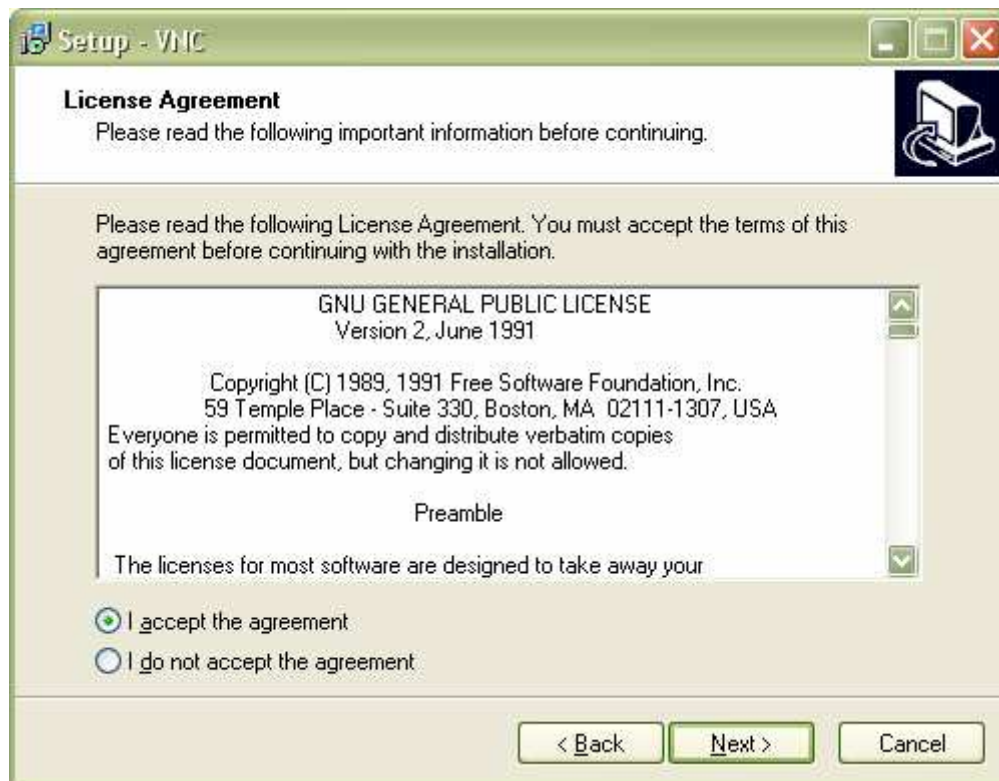 Setup - VNC
License Agreement
Please read the following important information before continuing.
Please read the following License Agreement. You must accept the terms of this
agreement before continuing with the installation.
GNU GENERAL PUBLIC LICENSE
Version 2, June 1991
Copyright (C) 1989, 1991 Free Software Foundation, Inc.
59 Temple Place - Suite 330, Boston, MA  02111-1307, USA
Everyone is permitted to copy and distribute verbatim copies
of this license document, but changing it is not allowed.
Preamble
The licenses for most software are designed to take away your
I accept the agreement
I do not accept the agreement
< Back
Next >
Cancel